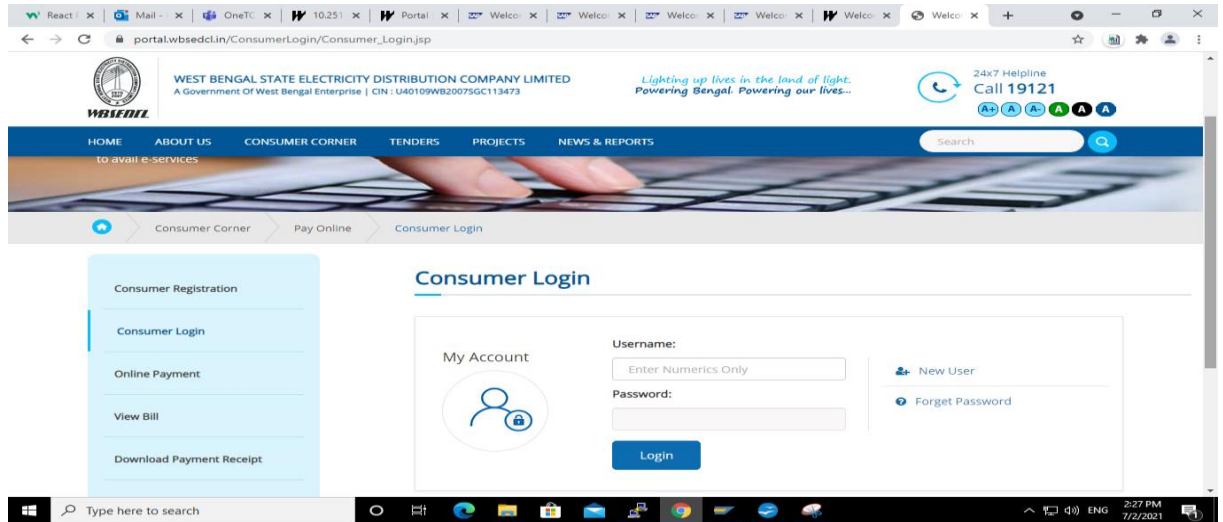 React
Mail -
OneTC
10.251
Portal
Welco
Welco
Welco
Welco
Welco
Welco
portal.wbsedcl.in/ConsumerLogin/Consumer_Login.jsp
WBSEDCL
WEST BENGAL STATE ELECTRICITY DISTRIBUTION COMPANY LIMITED
A Government Of West Bengal Enterprise | CIN : U40109WB2007SGC113473
Lighting up lives in the land of light.
Powering Bengal. Powering our lives...
24x7 Helpline
Call 19121
A+ A A- A A A
HOME ABOUT US CONSUMER CORNER TENDERS PROJECTS NEWS & REPORTS Search
to avail e-services
Consumer Corner Pay Online Consumer Login
Consumer Registration
Consumer Login
Online Payment
View Bill
Download Payment Receipt
Consumer Login
My Account
Username:
Enter Numerics Only
Password:
Login
New User
Forget Password
Type here to search
ENG
2:27 PM
7/2/2021